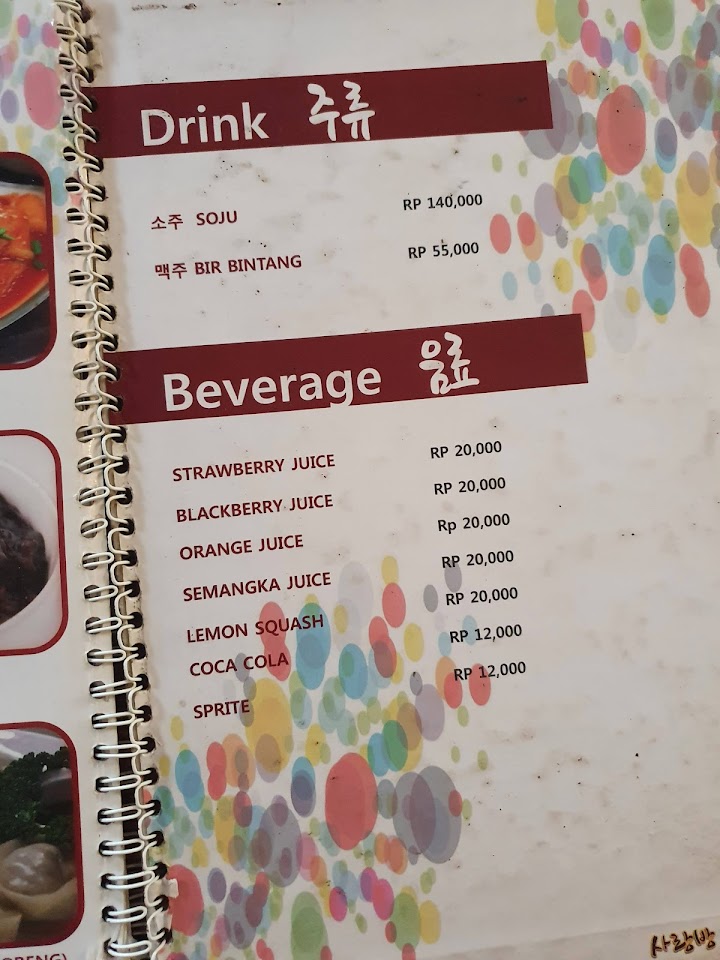 Drink 주류
소주 SOJU RP 140,000
맥주 BIR BINTANG RP 55,000
Beverage 음료
STRAWBERRY JUICE RP 20,000
BLACKBERRY JUICE RP 20,000
ORANGE JUICE Rp 20,000
SEMANGKA JUICE RP 20,000
LEMON SQUASH RP 20,000
COCA COLA RP 12,000
SPRITE RP 12,000
사랑방